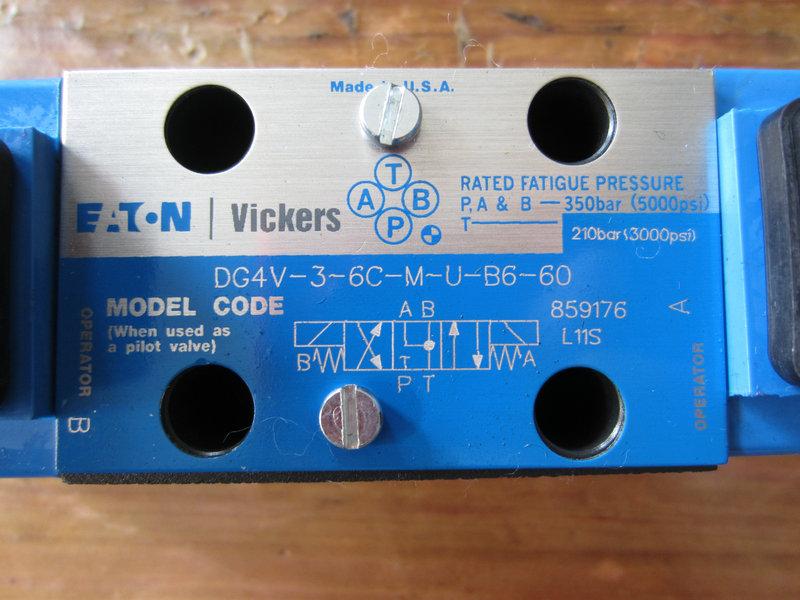 Made in U.S.A.
T
A B
P
EATON | Vickers
RATED FATIGUE PRESSURE
P, A & B — 350bar (5000psi)
T— 210bar(3000psi)
DG4V-3-6C-M-U-B6-60
MODEL CODE
(When used as
a pilot valve)
859176
L11S
A B
B A
T
P T
OPERATOR B
OPERATOR A